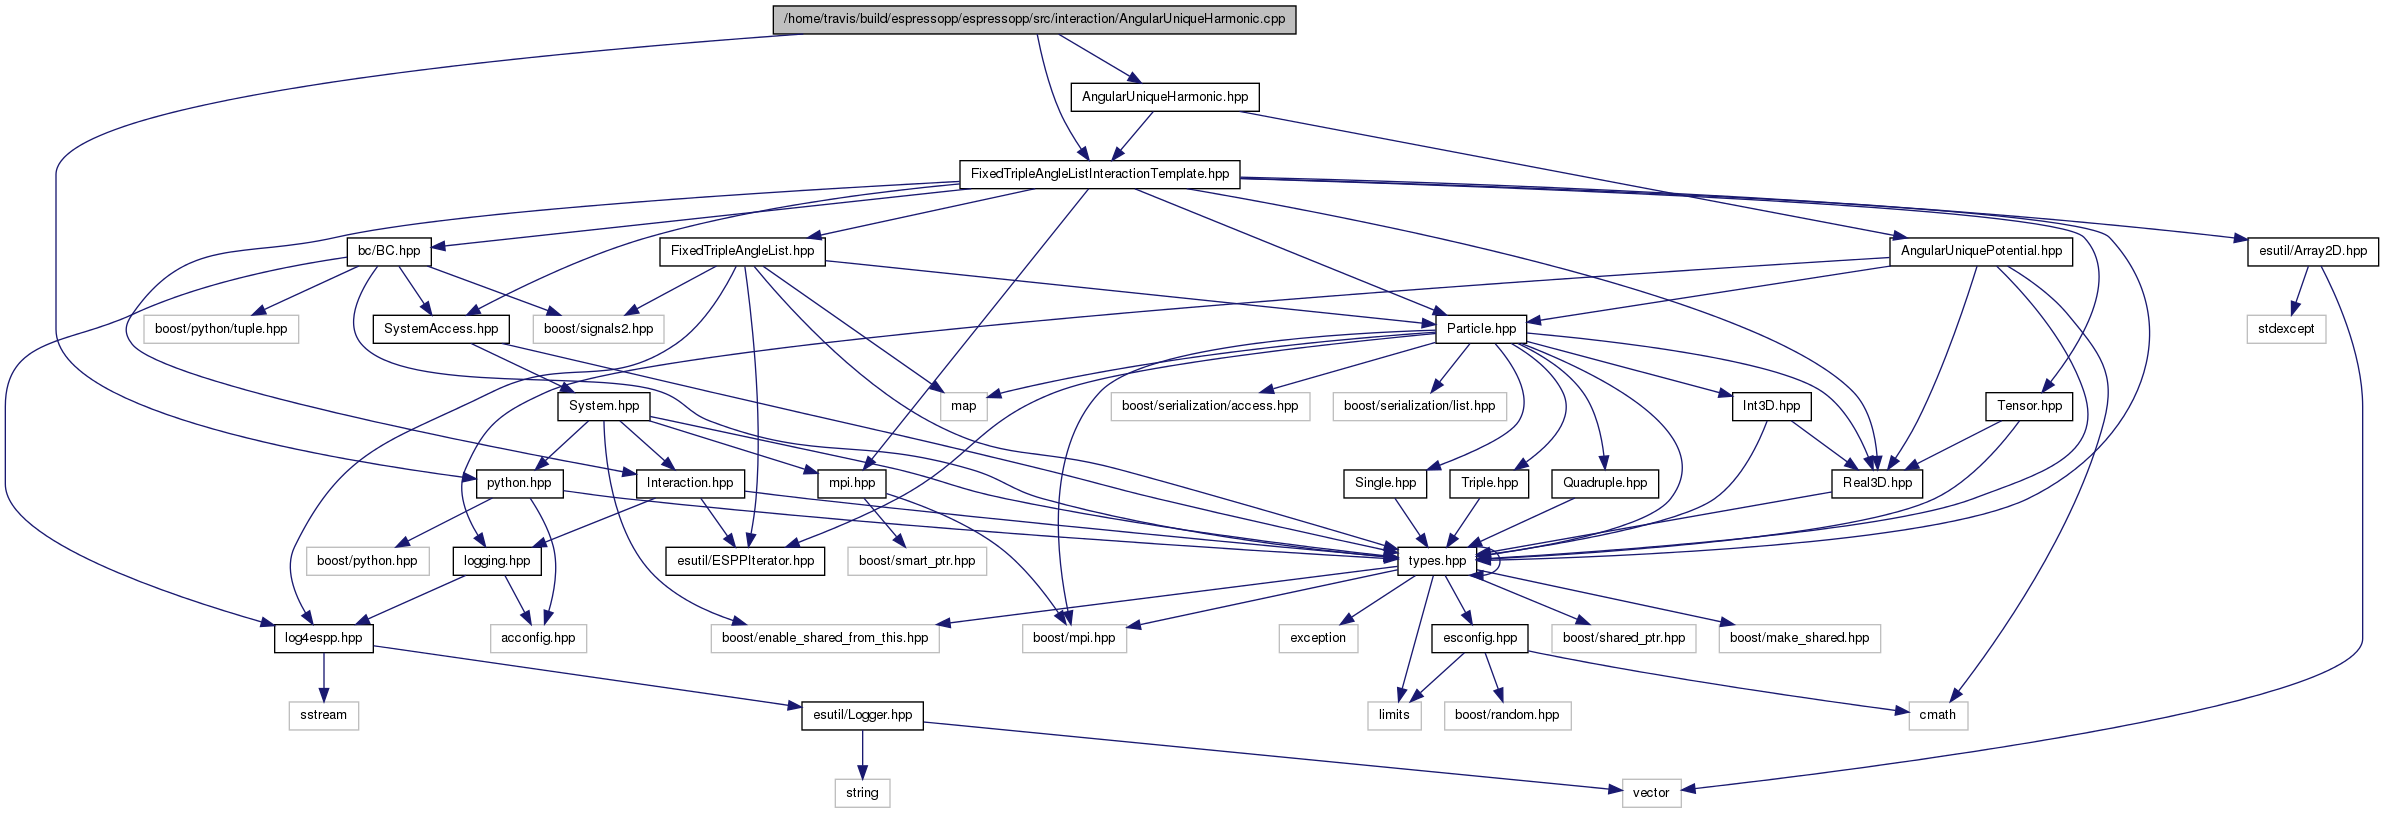 /home/travis/build/espressopp/espressopp/src/interaction/AngularUniqueHarmonic.cpp
AngularUniqueHarmonic.hpp
FixedTripleAngleListInteractionTemplate.hpp
bc/BC.hpp
FixedTripleAngleList.hpp
AngularUniquePotential.hpp
esutil/Array2D.hpp
boost/python/tuple.hpp
SystemAccess.hpp
boost/signals2.hpp
Particle.hpp
stdexcept
System.hpp
map
boost/serialization/access.hpp
boost/serialization/list.hpp
Int3D.hpp
Tensor.hpp
python.hpp
Interaction.hpp
mpi.hpp
Single.hpp
Triple.hpp
Quadruple.hpp
Real3D.hpp
boost/python.hpp
logging.hpp
esutil/ESPPIterator.hpp
boost/smart_ptr.hpp
types.hpp
log4espp.hpp
acconfig.hpp
boost/enable_shared_from_this.hpp
boost/mpi.hpp
exception
esconfig.hpp
boost/shared_ptr.hpp
boost/make_shared.hpp
sstream
esutil/Logger.hpp
limits
boost/random.hpp
cmath
string
vector